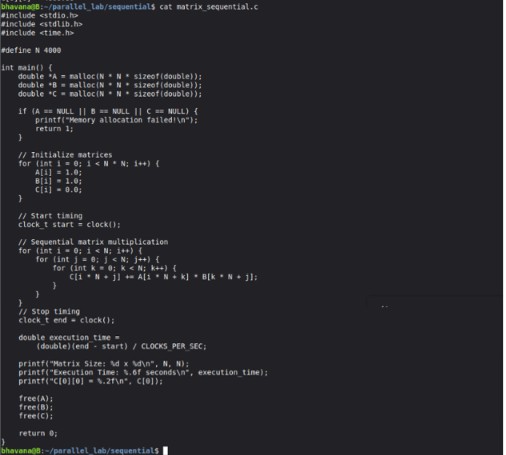 bhavana@B:~/parallel_lab/sequential$ cat matrix_sequential.c
#include <stdio.h>
#include <stdlib.h>
#include <time.h>

#define N 4000

int main() {
    double *A = malloc(N * N * sizeof(double));
    double *B = malloc(N * N * sizeof(double));
    double *C = malloc(N * N * sizeof(double));

    if (A == NULL || B == NULL || C == NULL) {
        printf("Memory allocation failed!\n");
        return 1;
    }

    // Initialize matrices
    for (int i = 0; i < N * N; i++) {
        A[i] = 1.0;
        B[i] = 1.0;
        C[i] = 0.0;
    }

    // Start timing
    clock_t start = clock();

    // Sequential matrix multiplication
    for (int i = 0; i < N; i++) {
        for (int j = 0; j < N; j++) {
            for (int k = 0; k < N; k++) {
                C[i * N + j] += A[i * N + k] * B[k * N + j];
            }
        }
    }
    // Stop timing
    clock_t end = clock();

    double execution_time =
        (double)(end - start) / CLOCKS_PER_SEC;

    printf("Matrix Size: %d x %d\n", N, N);
    printf("Execution Time: %.6f seconds\n", execution_time);
    printf("C[0][0] = %.2f\n", C[0]);

    free(A);
    free(B);
    free(C);

    return 0;
}
bhavana@B:~/parallel_lab/sequential$